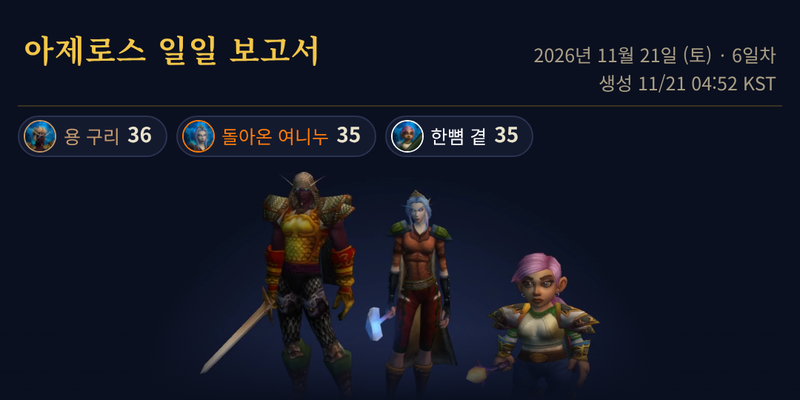 아제로스 일일 보고서
2026년 11월 21일 (토) · 6일차
생성 11/21 04:52 KST
용 구리 36
돌아온 여니누 35
한뼘 곁 35